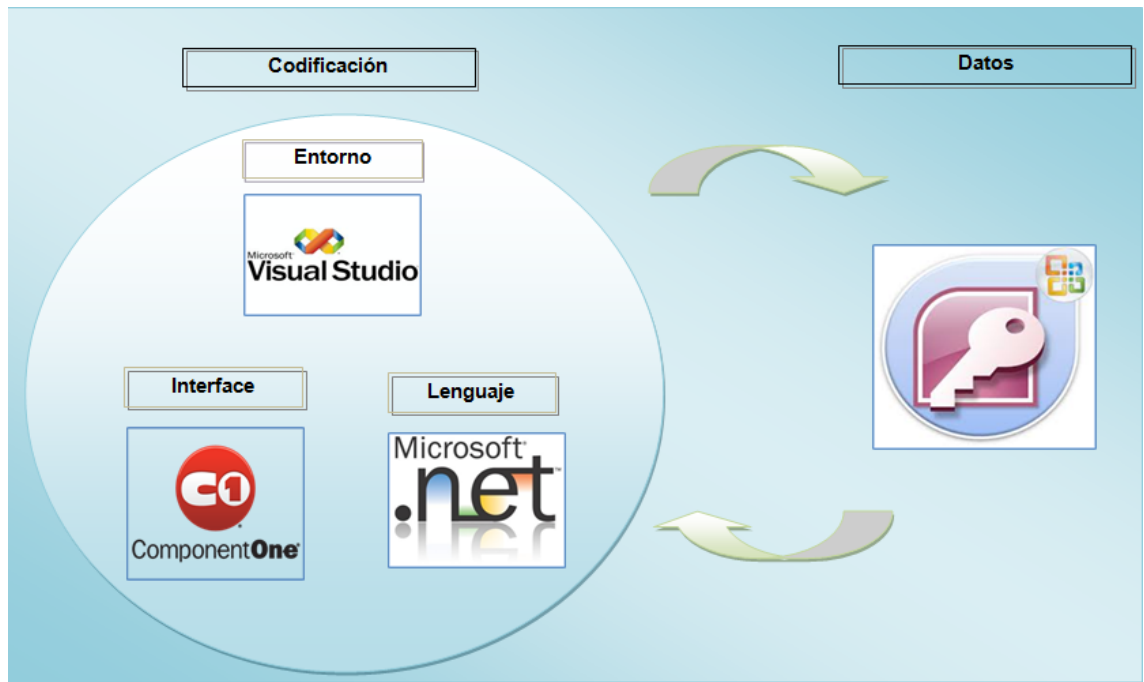 Codificación
Datos
Entorno
Microsoft
Visual Studio
Interface
Lenguaje
C1
ComponentOne
Microsoft
.net